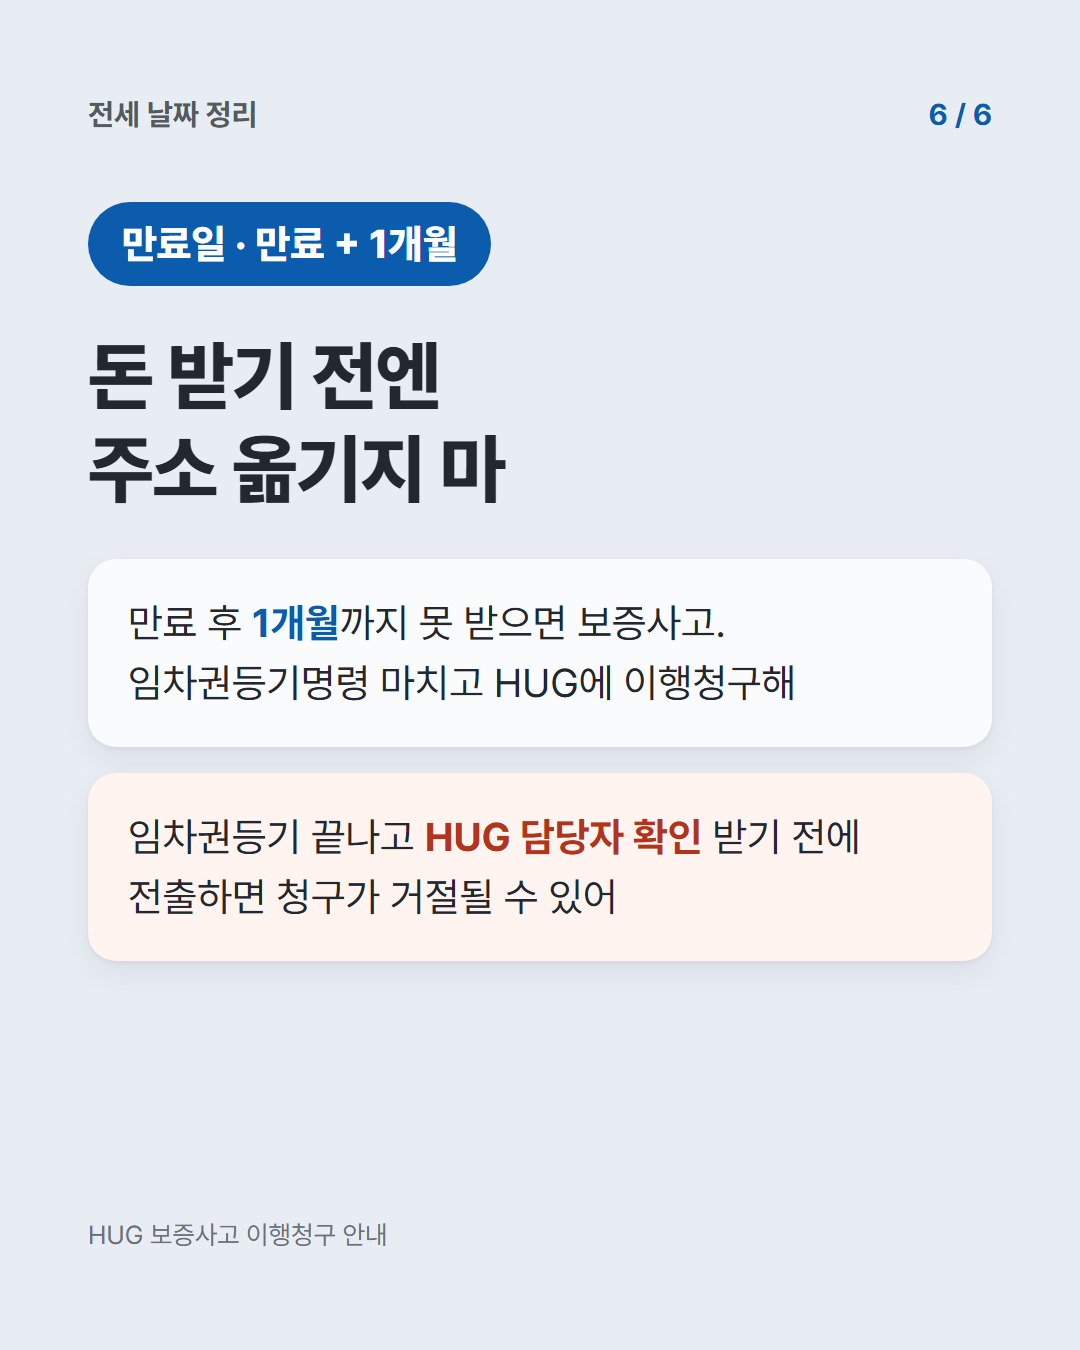 전세 날짜 정리
6 / 6
만료일 · 만료 + 1개월
돈 받기 전엔
주소 옮기지 마
만료 후 1개월까지 못 받으면 보증사고.
임차권등기명령 마치고 HUG에 이행청구해
임차권등기 끝나고 HUG 담당자 확인 받기 전에
전출하면 청구가 거절될 수 있어
HUG 보증사고 이행청구 안내